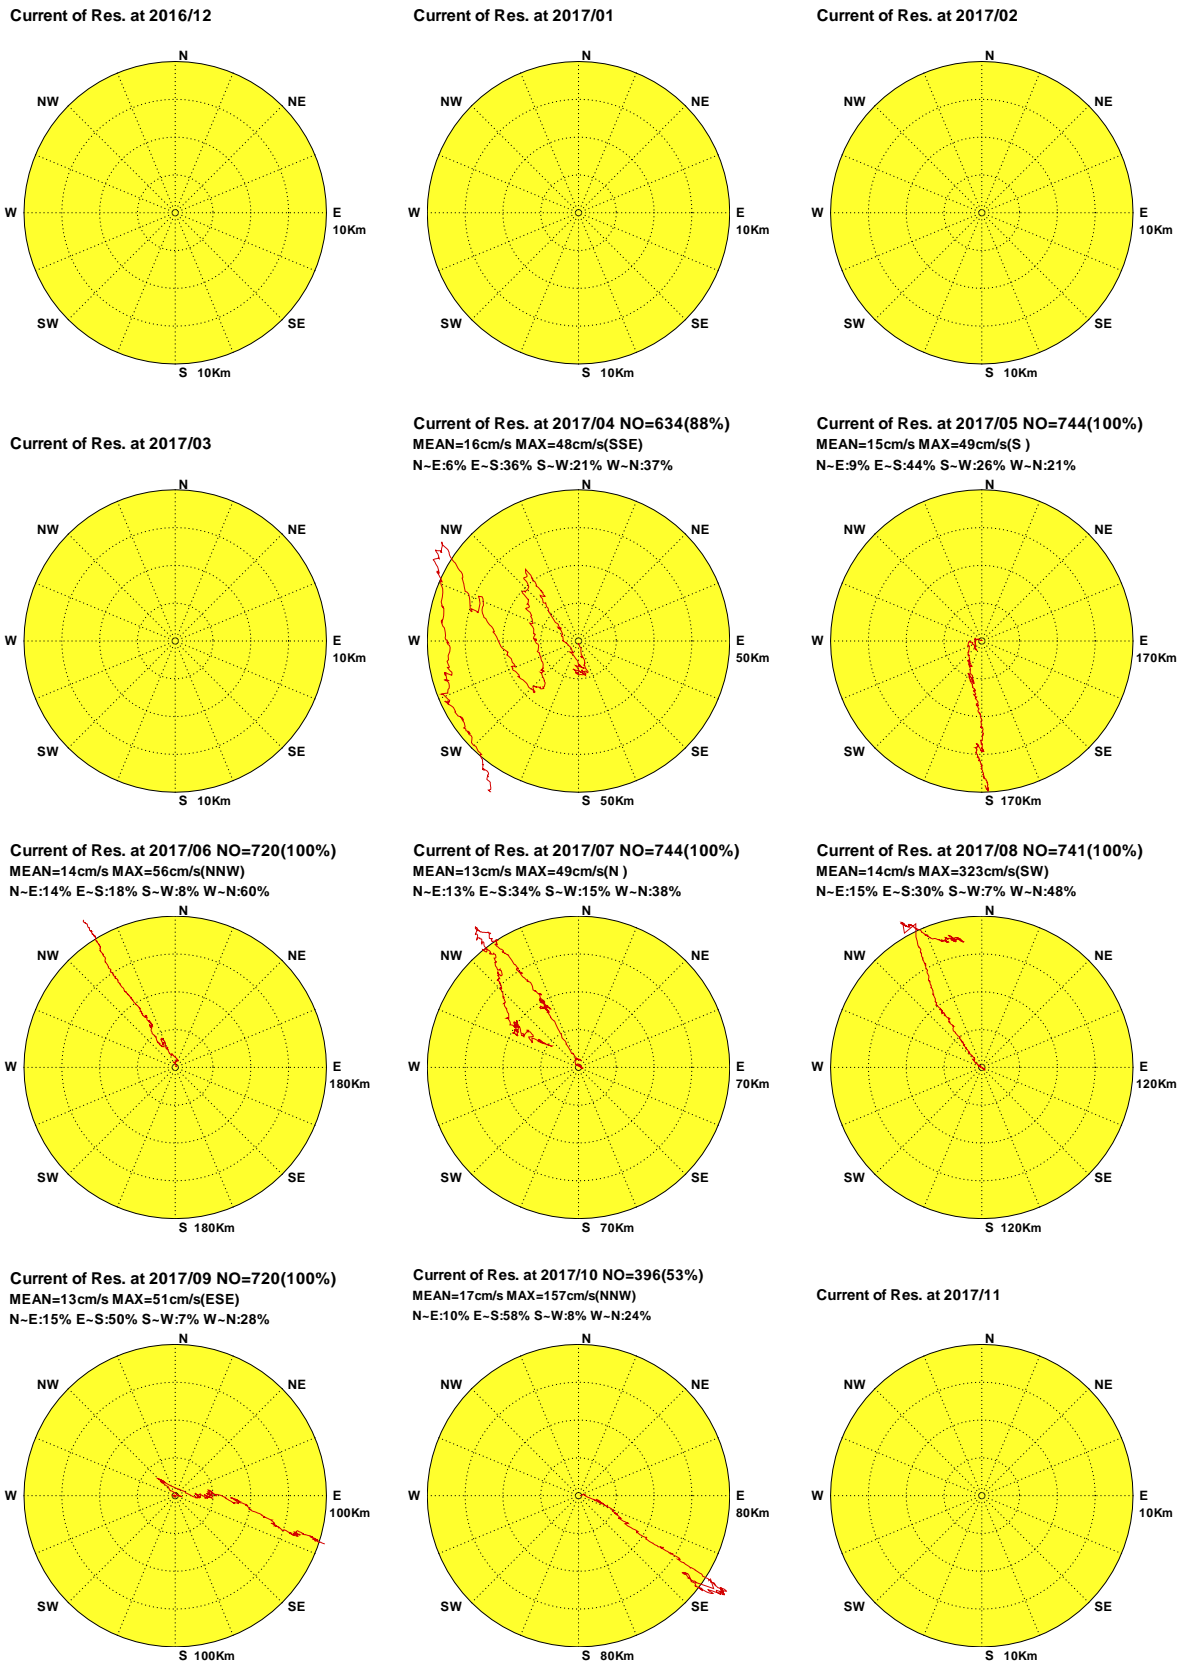 Current of Res. at 2016/12
N
NW
NE
W
E
10Km
SW
SE
S 10Km
Current of Res. at 2017/01
N
NW
NE
W
E
10Km
SW
SE
S 10Km
Current of Res. at 2017/02
N
NW
NE
W
E
10Km
SW
SE
S 10Km
Current of Res. at 2017/03
N
NW
NE
W
E
10Km
SW
SE
S 10Km
Current of Res. at 2017/04 NO=634(88%)
MEAN=16cm/s MAX=48cm/s(SSE)
N~E:6% E~S:36% S~W:21% W~N:37%
N
NW
NE
W
E
50Km
SW
SE
S 50Km
Current of Res. at 2017/05 NO=744(100%)
MEAN=15cm/s MAX=49cm/s(S )
N~E:9% E~S:44% S~W:26% W~N:21%
N
NW
NE
W
E
170Km
SW
SE
S 170Km
Current of Res. at 2017/06 NO=720(100%)
MEAN=14cm/s MAX=56cm/s(NNW)
N~E:14% E~S:18% S~W:8% W~N:60%
N
NW
NE
W
E
180Km
SW
SE
S 180Km
Current of Res. at 2017/07 NO=744(100%)
MEAN=13cm/s MAX=49cm/s(N )
N~E:13% E~S:34% S~W:15% W~N:38%
N
NW
NE
W
E
70Km
SW
SE
S 70Km
Current of Res. at 2017/08 NO=741(100%)
MEAN=14cm/s MAX=323cm/s(SW)
N~E:15% E~S:30% S~W:7% W~N:48%
N
NW
NE
W
E
120Km
SW
SE
S 120Km
Current of Res. at 2017/09 NO=720(100%)
MEAN=13cm/s MAX=51cm/s(ESE)
N~E:15% E~S:50% S~W:7% W~N:28%
N
NW
NE
W
E
100Km
SW
SE
S 100Km
Current of Res. at 2017/10 NO=396(53%)
MEAN=17cm/s MAX=157cm/s(NNW)
N~E:10% E~S:58% S~W:8% W~N:24%
N
NW
NE
W
E
80Km
SW
SE
S 80Km
Current of Res. at 2017/11
N
NW
NE
W
E
10Km
SW
SE
S 10Km